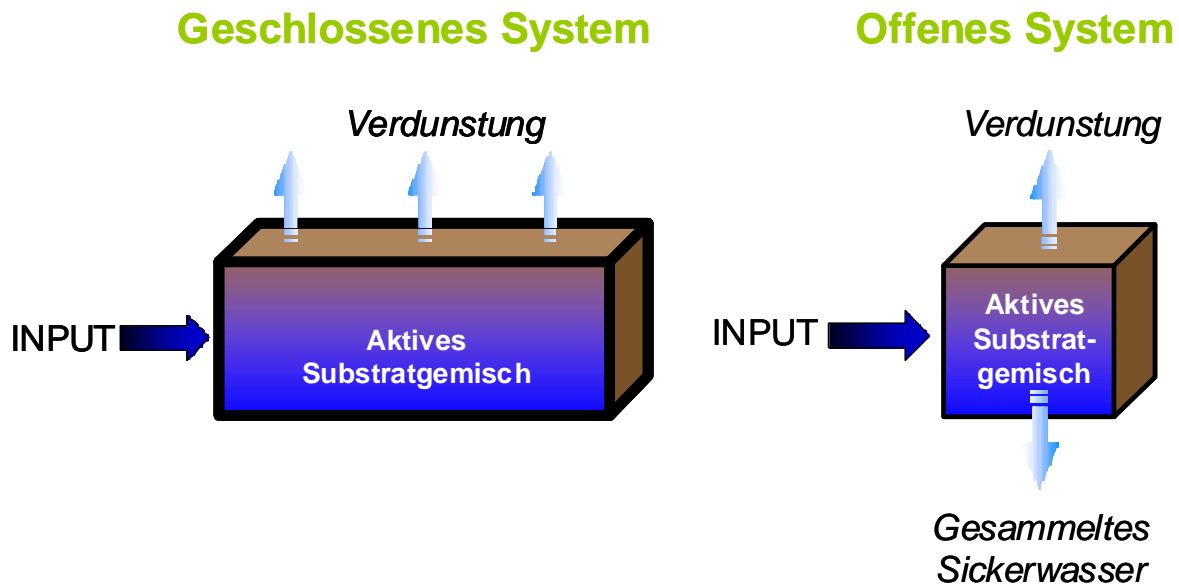 Geschlossenes System
Verdunstung
INPUT
Aktives
Substratgemisch
Offenes System
Verdunstung
INPUT
Aktives
Substrat-
gemisch
Gesammeltes
Sickerwasser